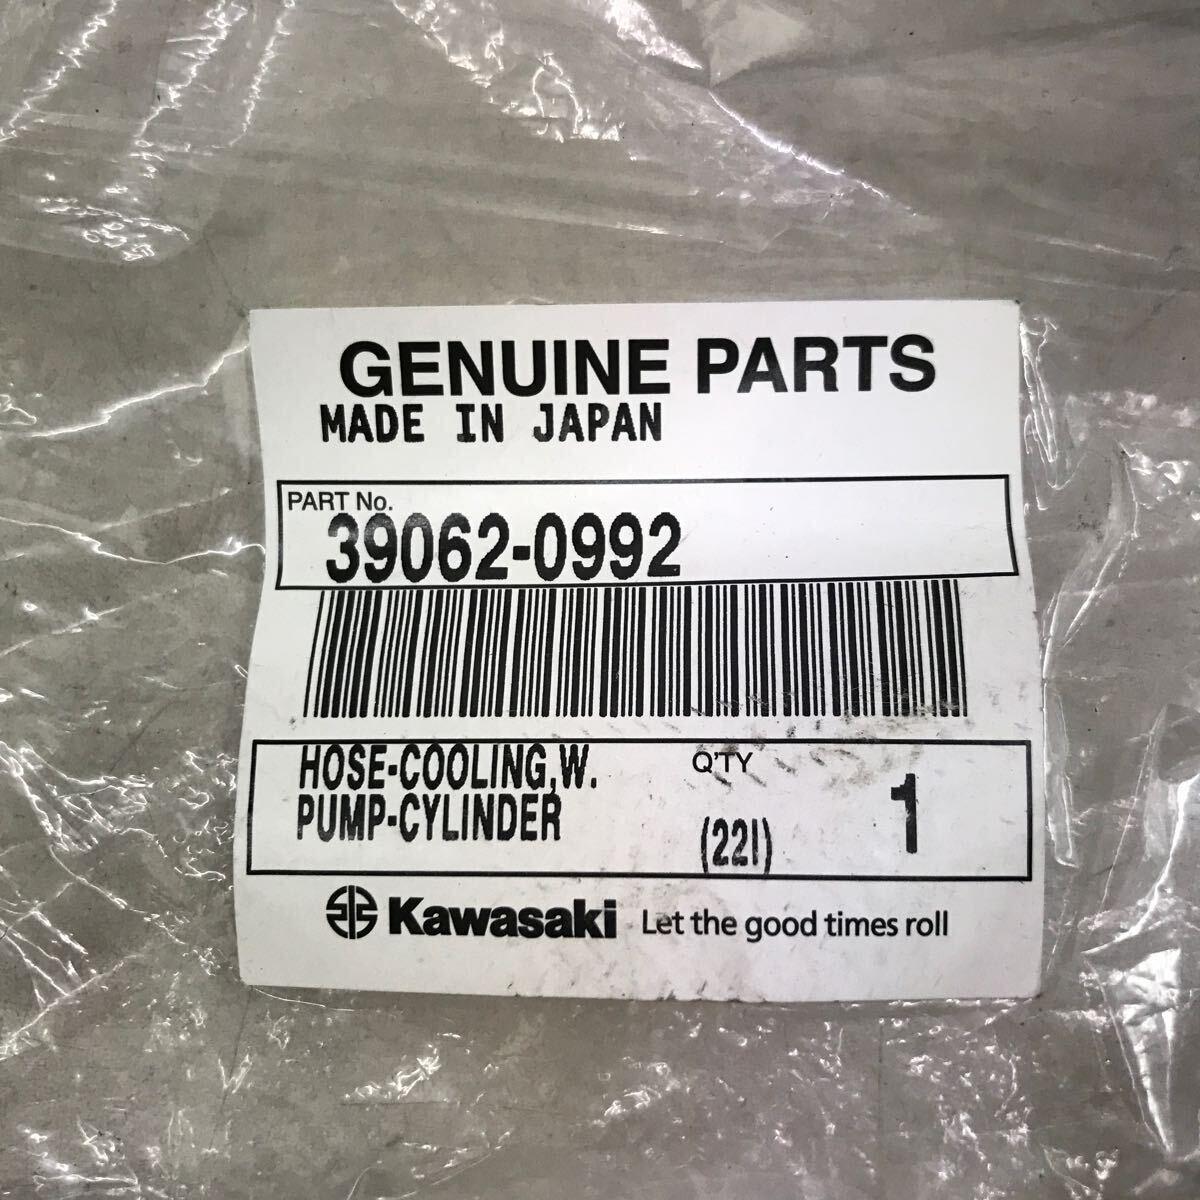 GENUINE PARTS
MADE IN JAPAN
PART No.
39062-0992
HOSE-COOLING,W.
PUMP-CYLINDER
Q'TY
(22I)
1
Kawasaki Let the good times roll